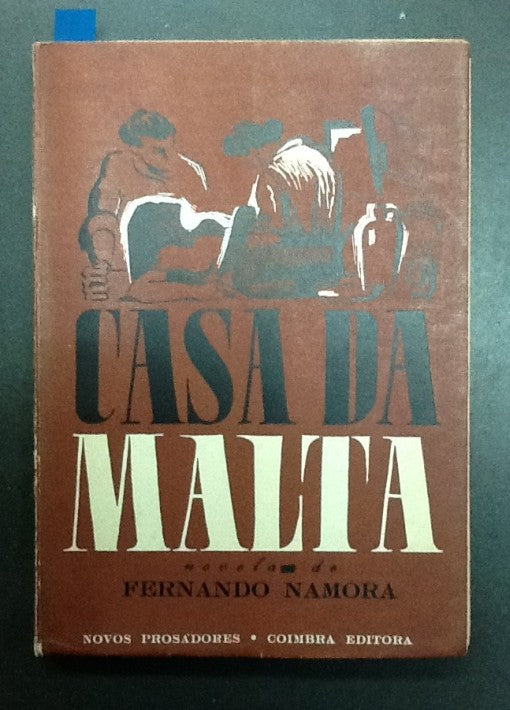 CASA DA
MALTA
novela de
FERNANDO NAMORA
NOVOS PROSADORES • COIMBRA EDITORA